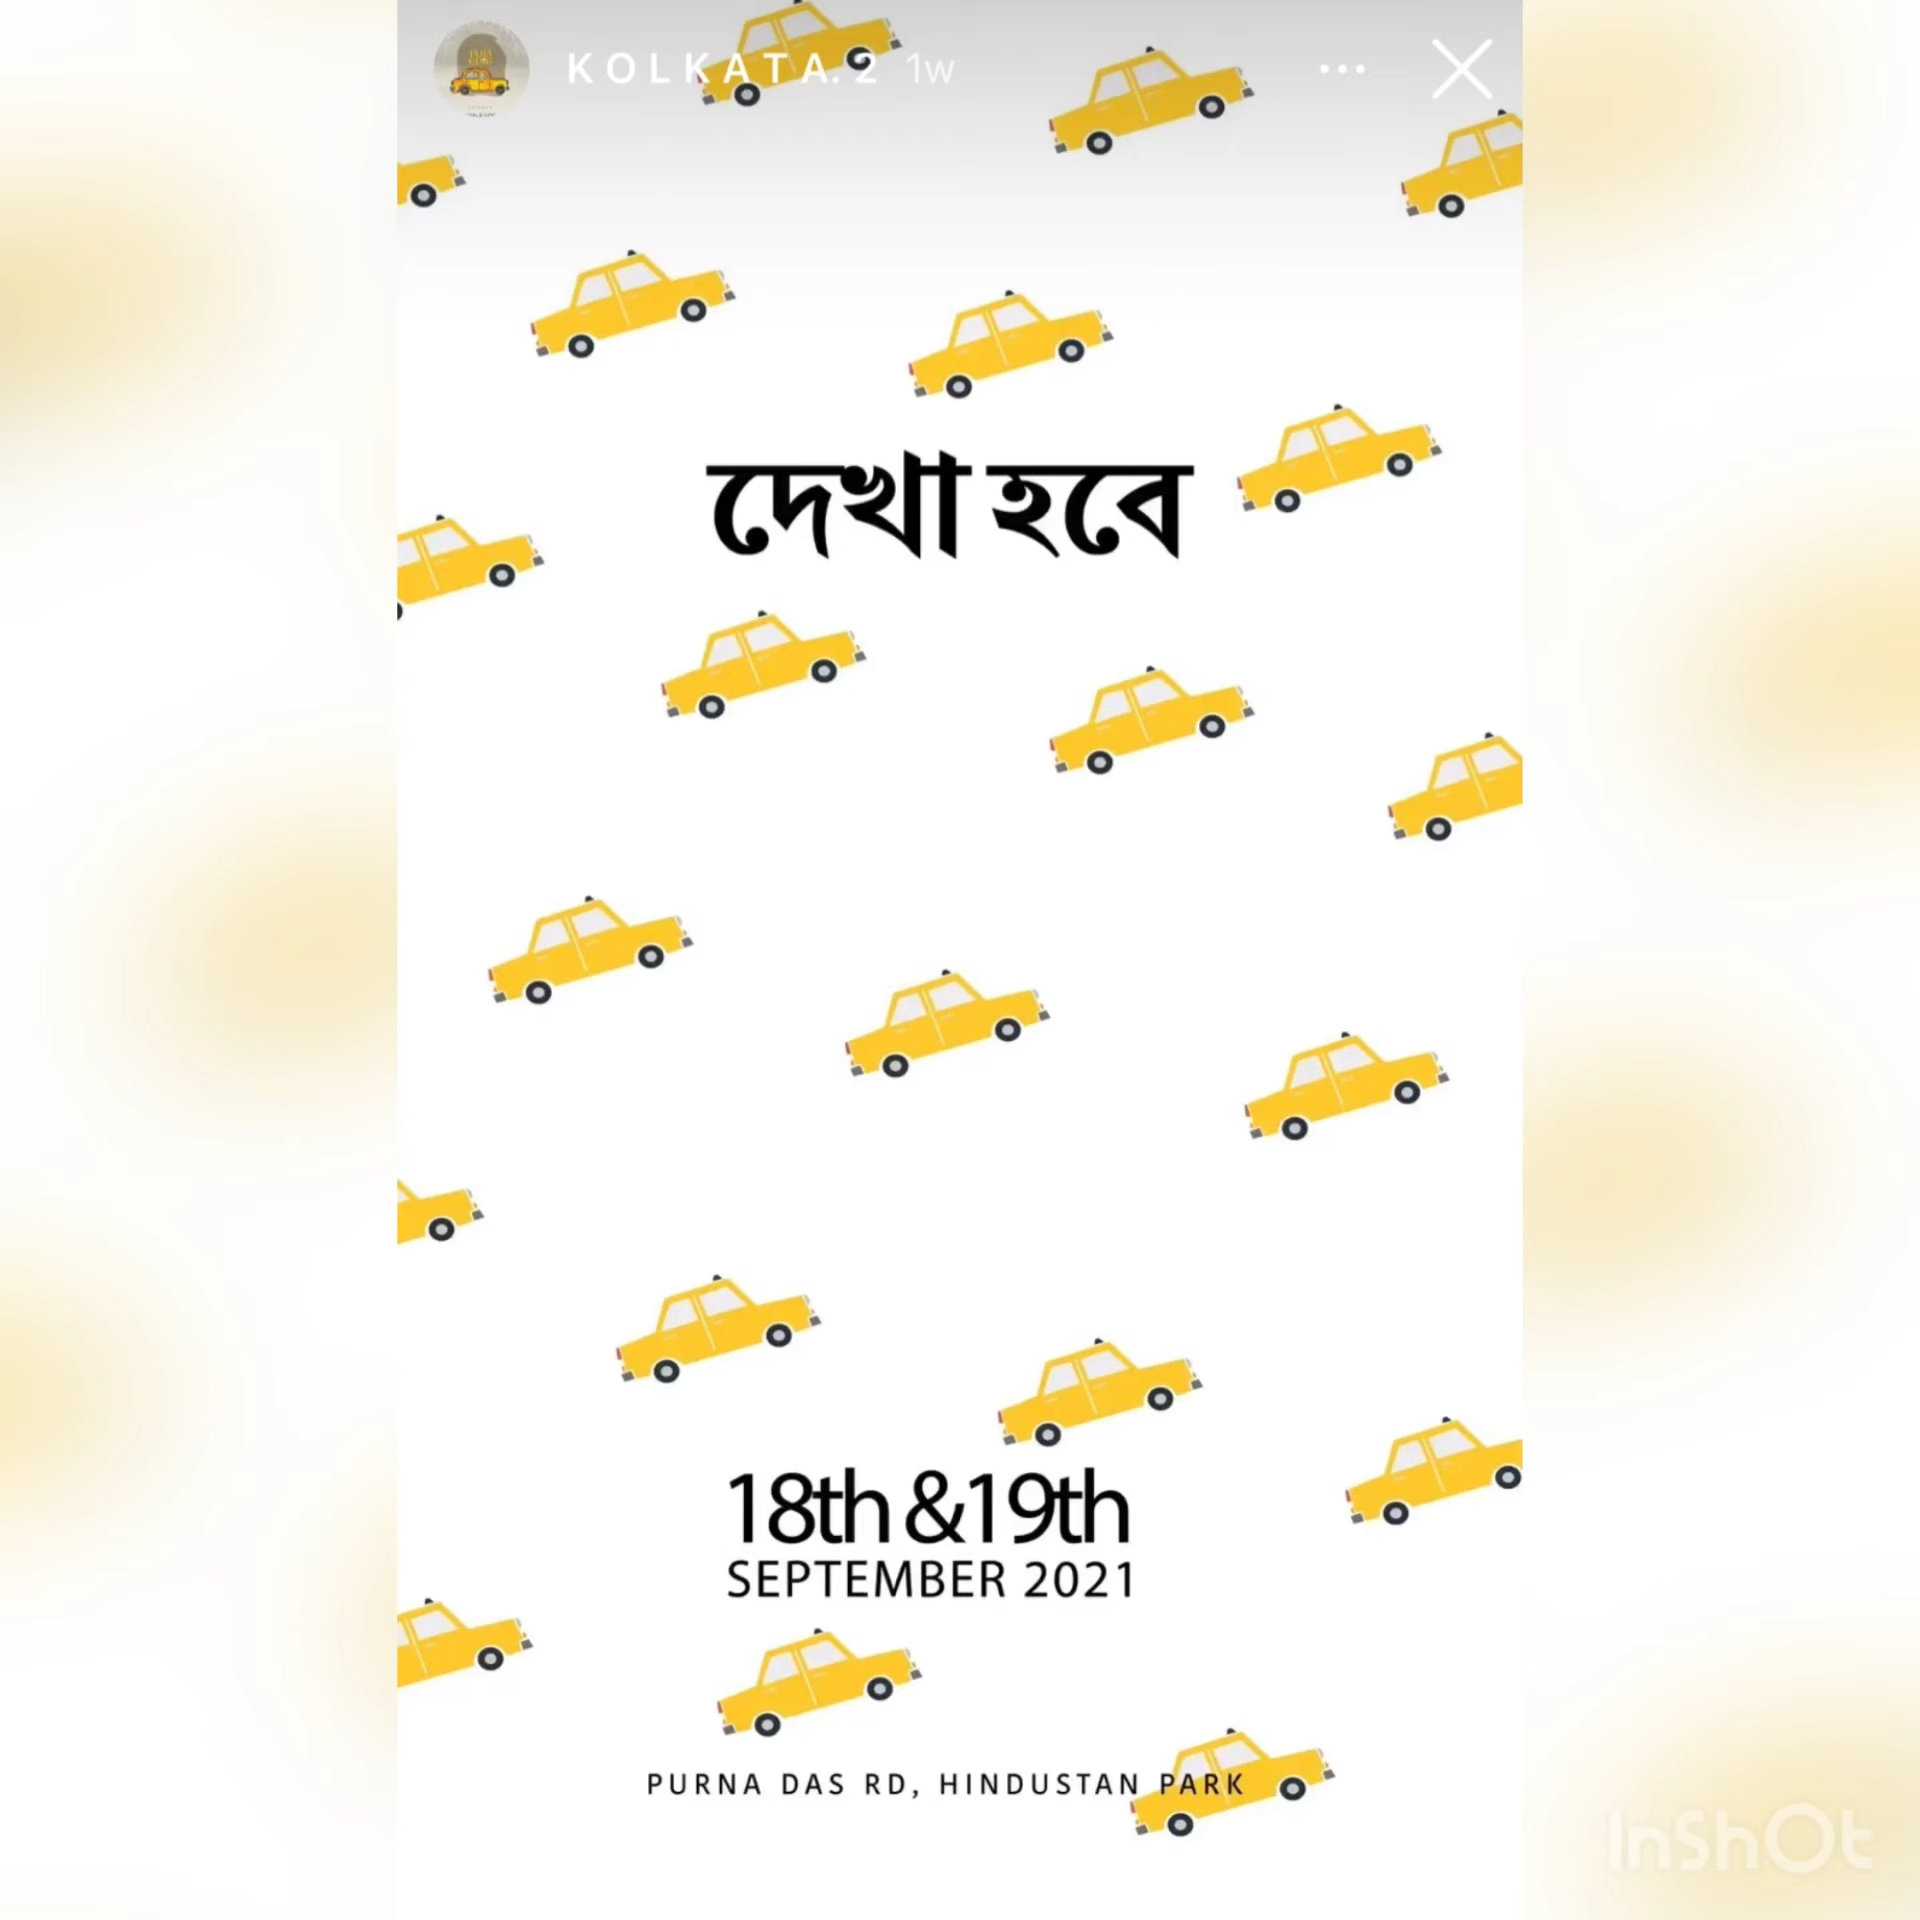 KOLKATA.2 1w
দেখা হবে
18th &19th
SEPTEMBER 2021
PURNA DAS RD, HINDUSTAN PARK
InShOt